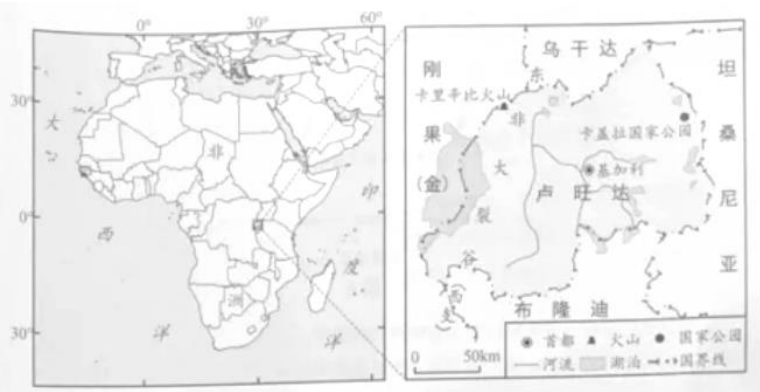 0° 30° 60°
30°
0°
30°
大
西
洋
非
洲
印
度
洋
乌干达
刚
果
(金)
坦
桑
尼
亚
东
非
大
裂
谷
西
支
卡里辛比火山
卡盖拉国家公园
基加利
卢旺达
布隆迪
首都 火山 国家公园
河流 湖泊 国界线
0 50km